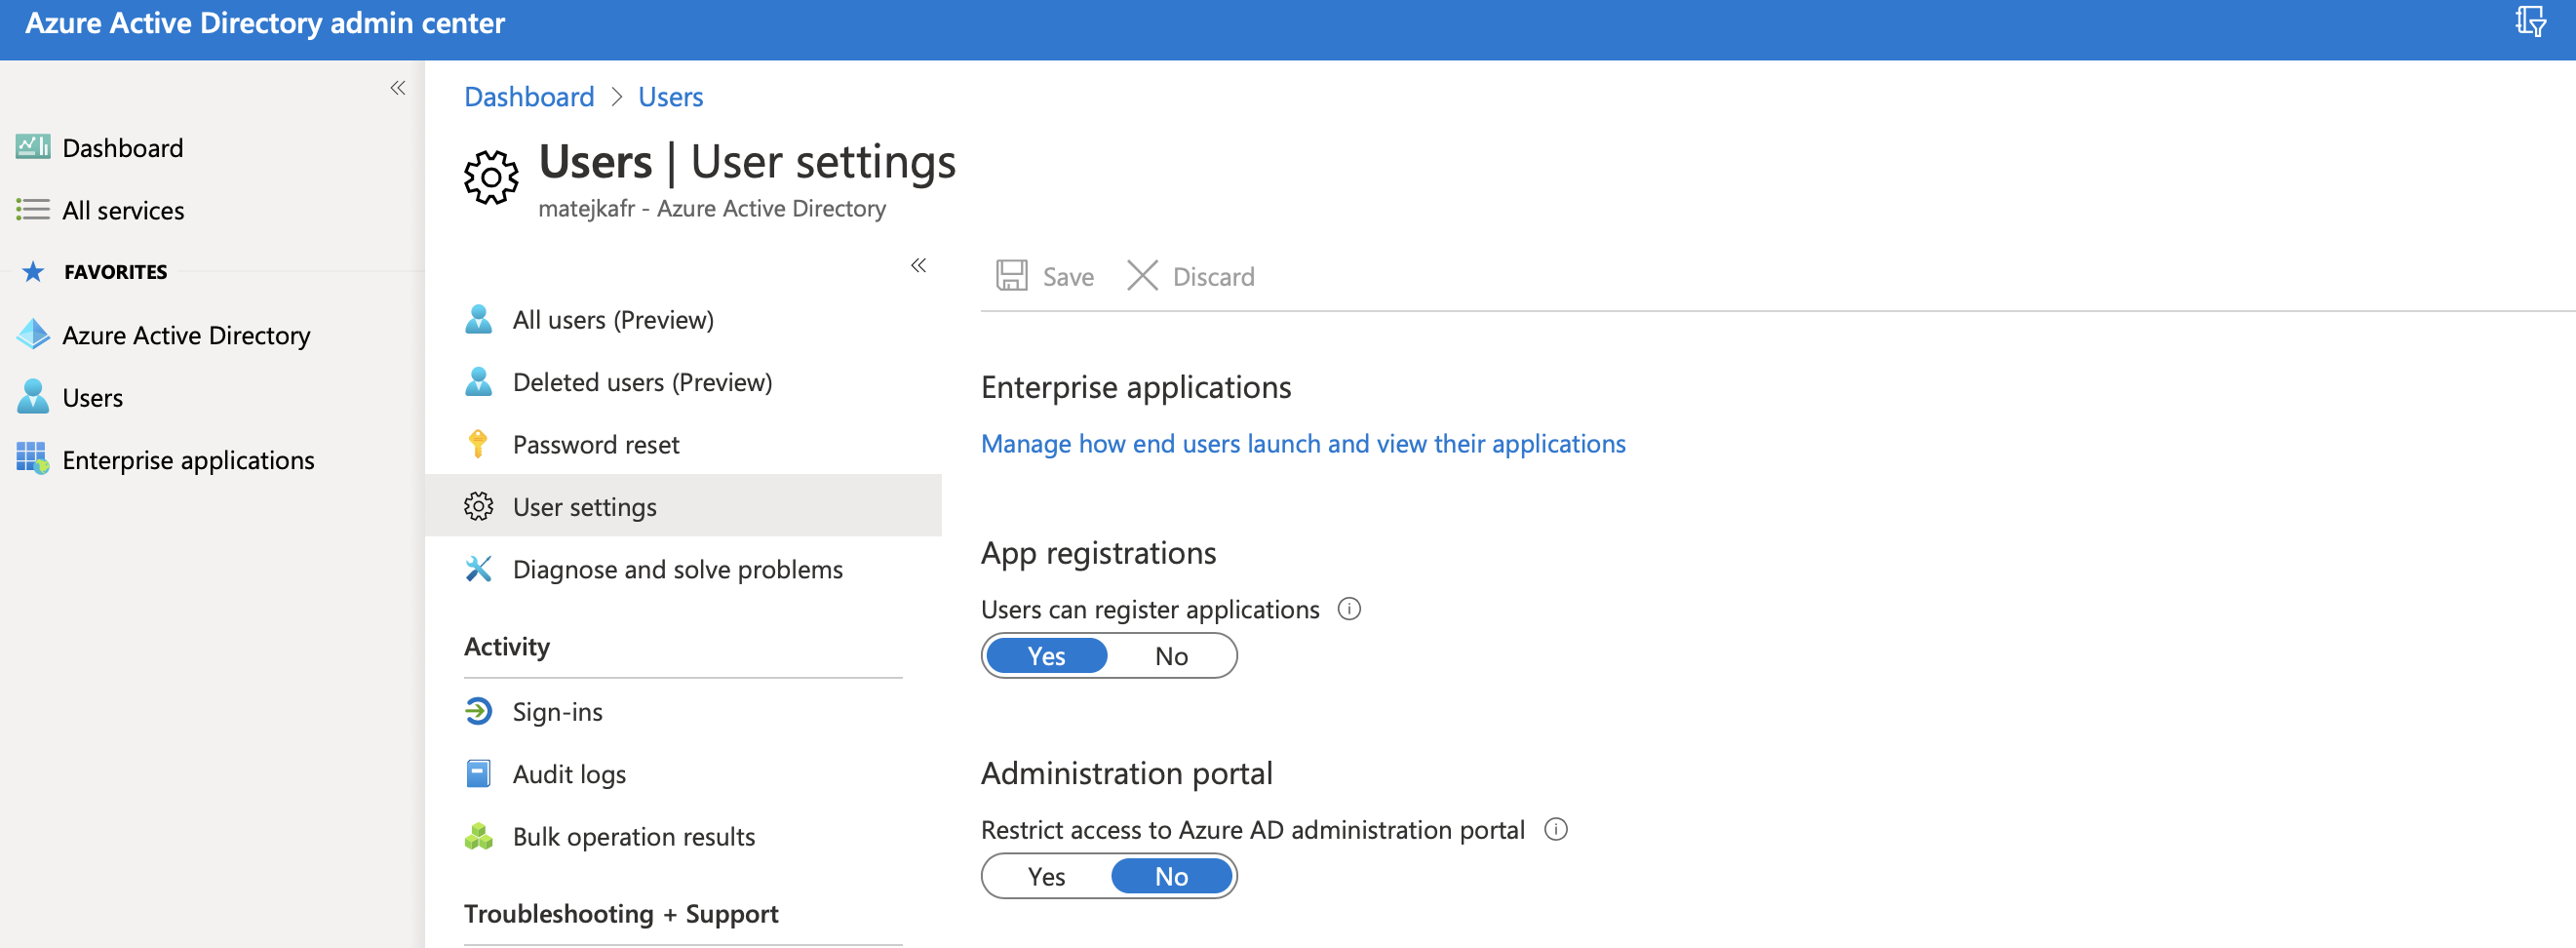 Azure Active Directory admin center
Dashboard
All services
FAVORITES
Azure Active Directory
Users
Enterprise applications
Dashboard > Users
Users | User settings
matejkafr - Azure Active Directory
All users (Preview)
Deleted users (Preview)
Password reset
User settings
Diagnose and solve problems
Activity
Sign-ins
Audit logs
Bulk operation results
Troubleshooting + Support
Save Discard
Enterprise applications
Manage how end users launch and view their applications
App registrations
Users can register applications
Yes No
Administration portal
Restrict access to Azure AD administration portal
Yes No